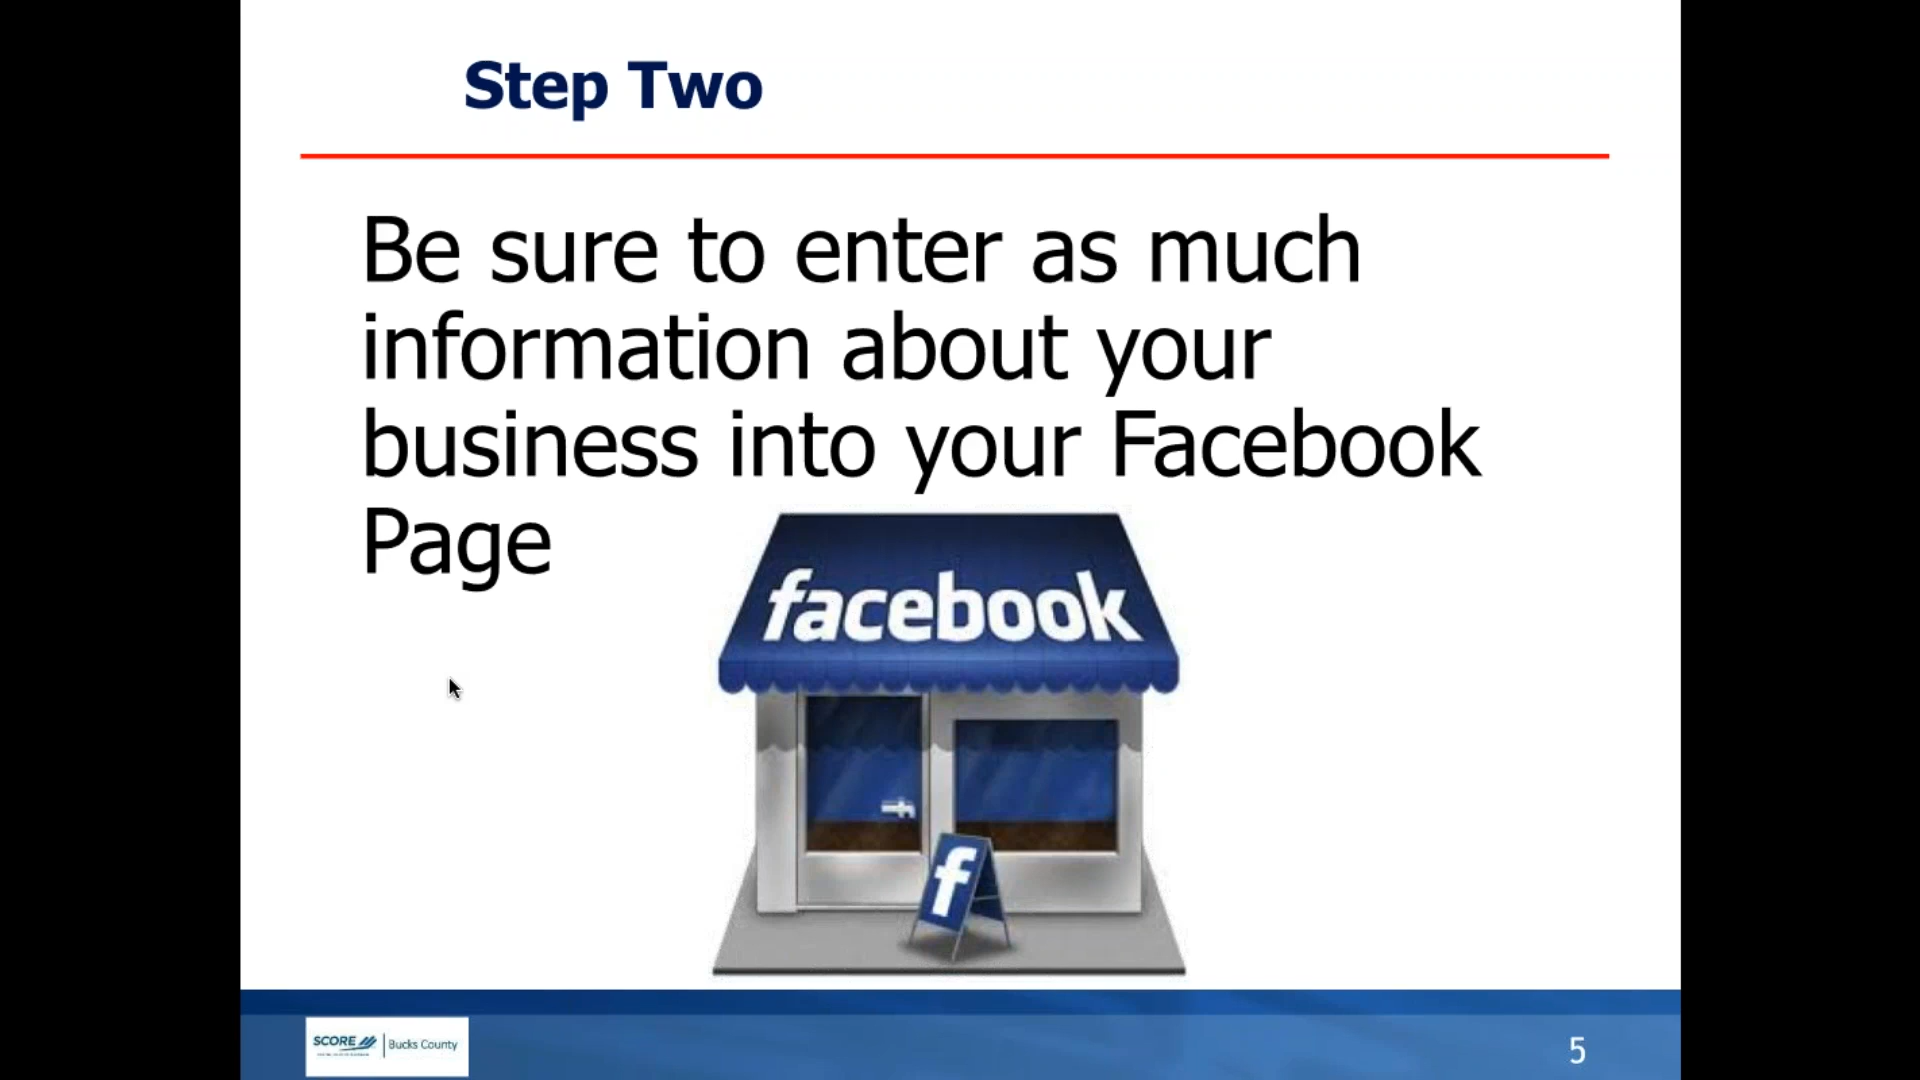 Step Two
Be sure to enter as much
information about your
business into your Facebook
Page
facebook
f
SCORE
Bucks County
5